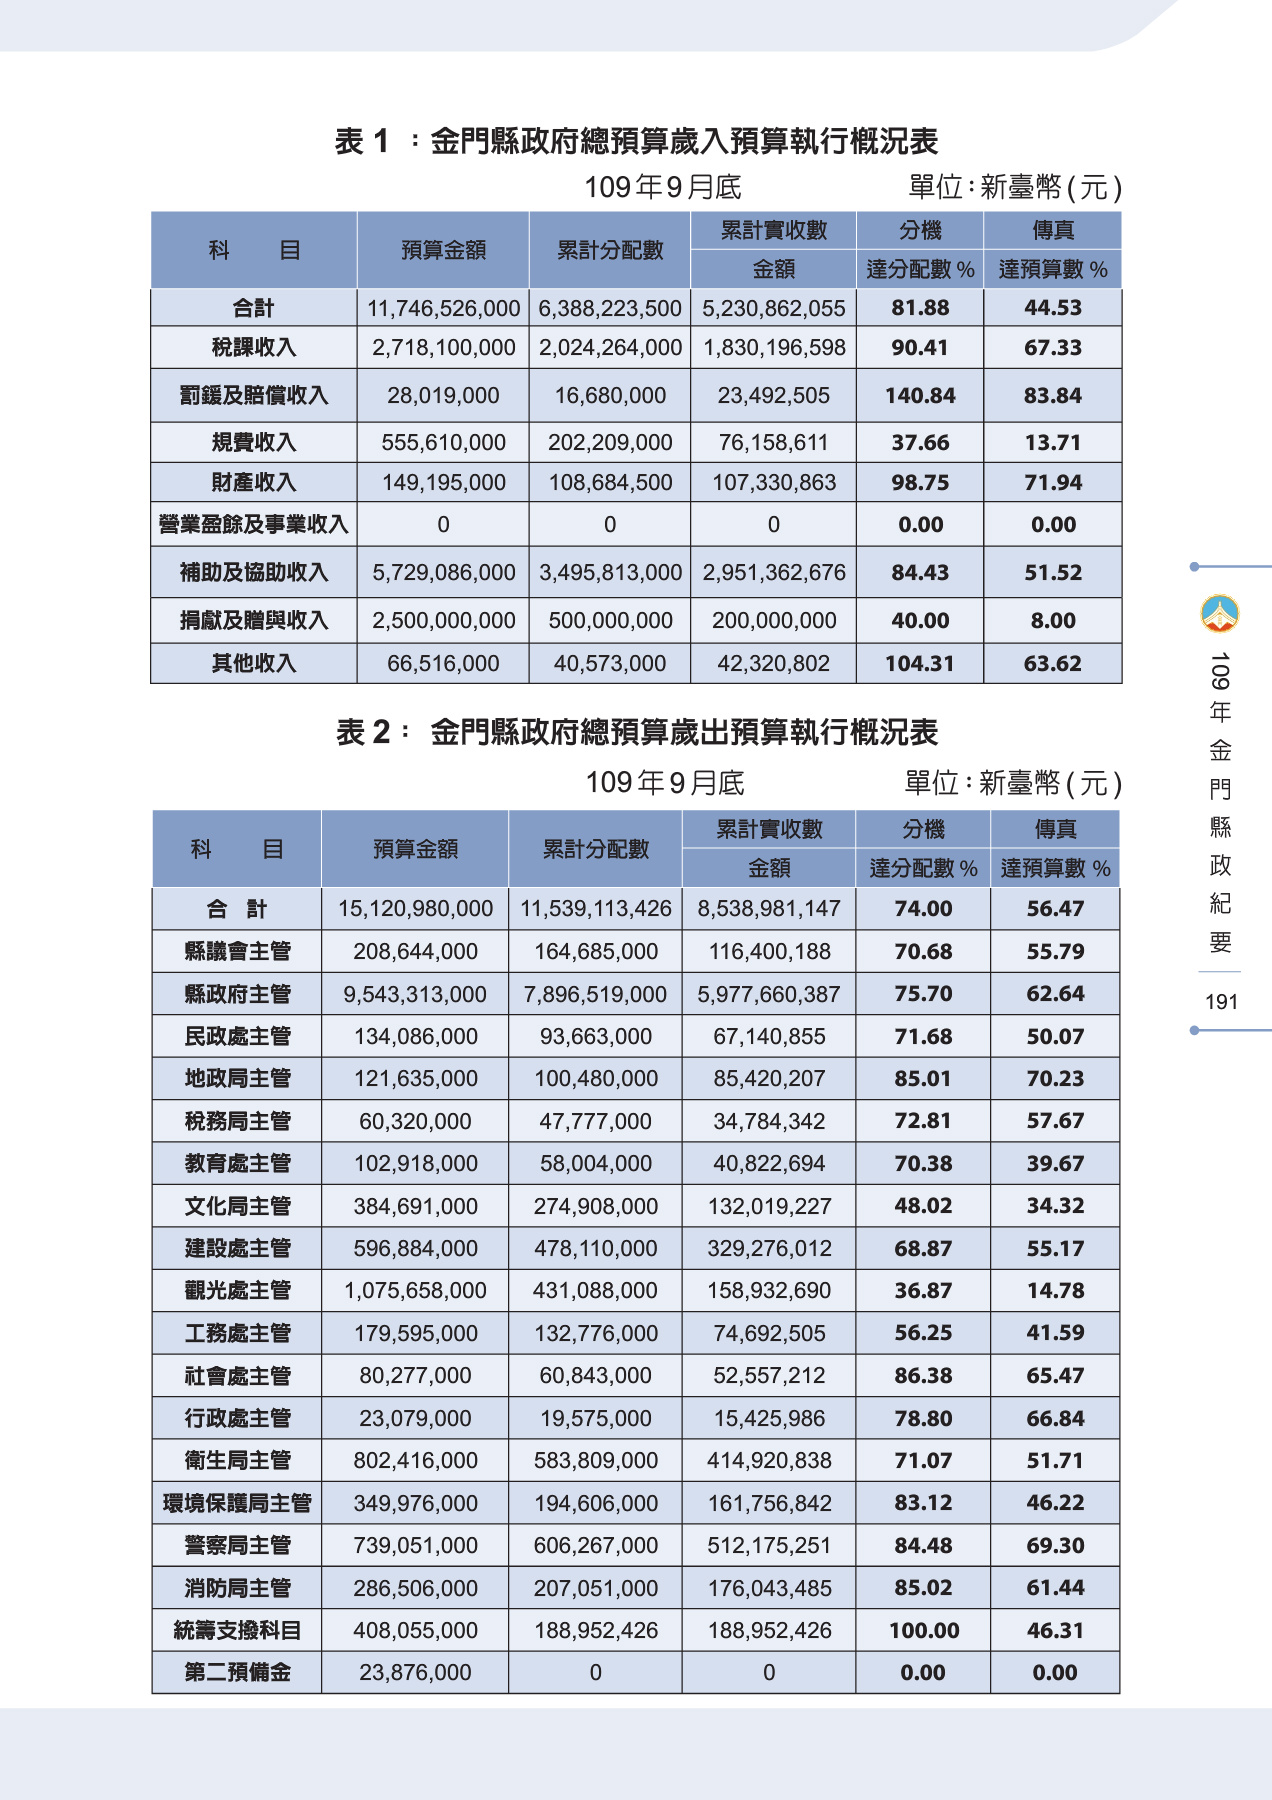 表 1 ：金門縣政府總預算歲入預算執行概況表
109 年 9 月底 單位：新臺幣 ( 元 )
科 目 預算金額 累計分配數 累計實收數 分機 傳真
金額 達分配數 % 達預算數 %
合計 11,746,526,000 6,388,223,500 5,230,862,055 81.88 44.53
稅課收入 2,718,100,000 2,024,264,000 1,830,196,598 90.41 67.33
罰鍰及賠償收入 28,019,000 16,680,000 23,492,505 140.84 83.84
規費收入 555,610,000 202,209,000 76,158,611 37.66 13.71
財產收入 149,195,000 108,684,500 107,330,863 98.75 71.94
營業盈餘及事業收入 0 0 0 0.00 0.00
補助及協助收入 5,729,086,000 3,495,813,000 2,951,362,676 84.43 51.52
捐獻及贈與收入 2,500,000,000 500,000,000 200,000,000 40.00 8.00
其他收入 66,516,000 40,573,000 42,320,802 104.31 63.62
表 2： 金門縣政府總預算歲出預算執行概況表
109 年 9 月底 單位：新臺幣 ( 元 )
科 目 預算金額 累計分配數 累計實收數 分機 傳真
金額 達分配數 % 達預算數 %
合 計 15,120,980,000 11,539,113,426 8,538,981,147 74.00 56.47
縣議會主管 208,644,000 164,685,000 116,400,188 70.68 55.79
縣政府主管 9,543,313,000 7,896,519,000 5,977,660,387 75.70 62.64
民政處主管 134,086,000 93,663,000 67,140,855 71.68 50.07
地政局主管 121,635,000 100,480,000 85,420,207 85.01 70.23
稅務局主管 60,320,000 47,777,000 34,784,342 72.81 57.67
教育處主管 102,918,000 58,004,000 40,822,694 70.38 39.67
文化局主管 384,691,000 274,908,000 132,019,227 48.02 34.32
建設處主管 596,884,000 478,110,000 329,276,012 68.87 55.17
觀光處主管 1,075,658,000 431,088,000 158,932,690 36.87 14.78
工務處主管 179,595,000 132,776,000 74,692,505 56.25 41.59
社會處主管 80,277,000 60,843,000 52,557,212 86.38 65.47
行政處主管 23,079,000 19,575,000 15,425,986 78.80 66.84
衛生局主管 802,416,000 583,809,000 414,920,838 71.07 51.71
環境保護局主管 349,976,000 194,606,000 161,756,842 83.12 46.22
警察局主管 739,051,000 606,267,000 512,175,251 84.48 69.30
消防局主管 286,506,000 207,051,000 176,043,485 85.02 61.44
統籌支撥科目 408,055,000 188,952,426 188,952,426 100.00 46.31
第二預備金 23,876,000 0 0 0.00 0.00
109 年金門縣政紀要
191